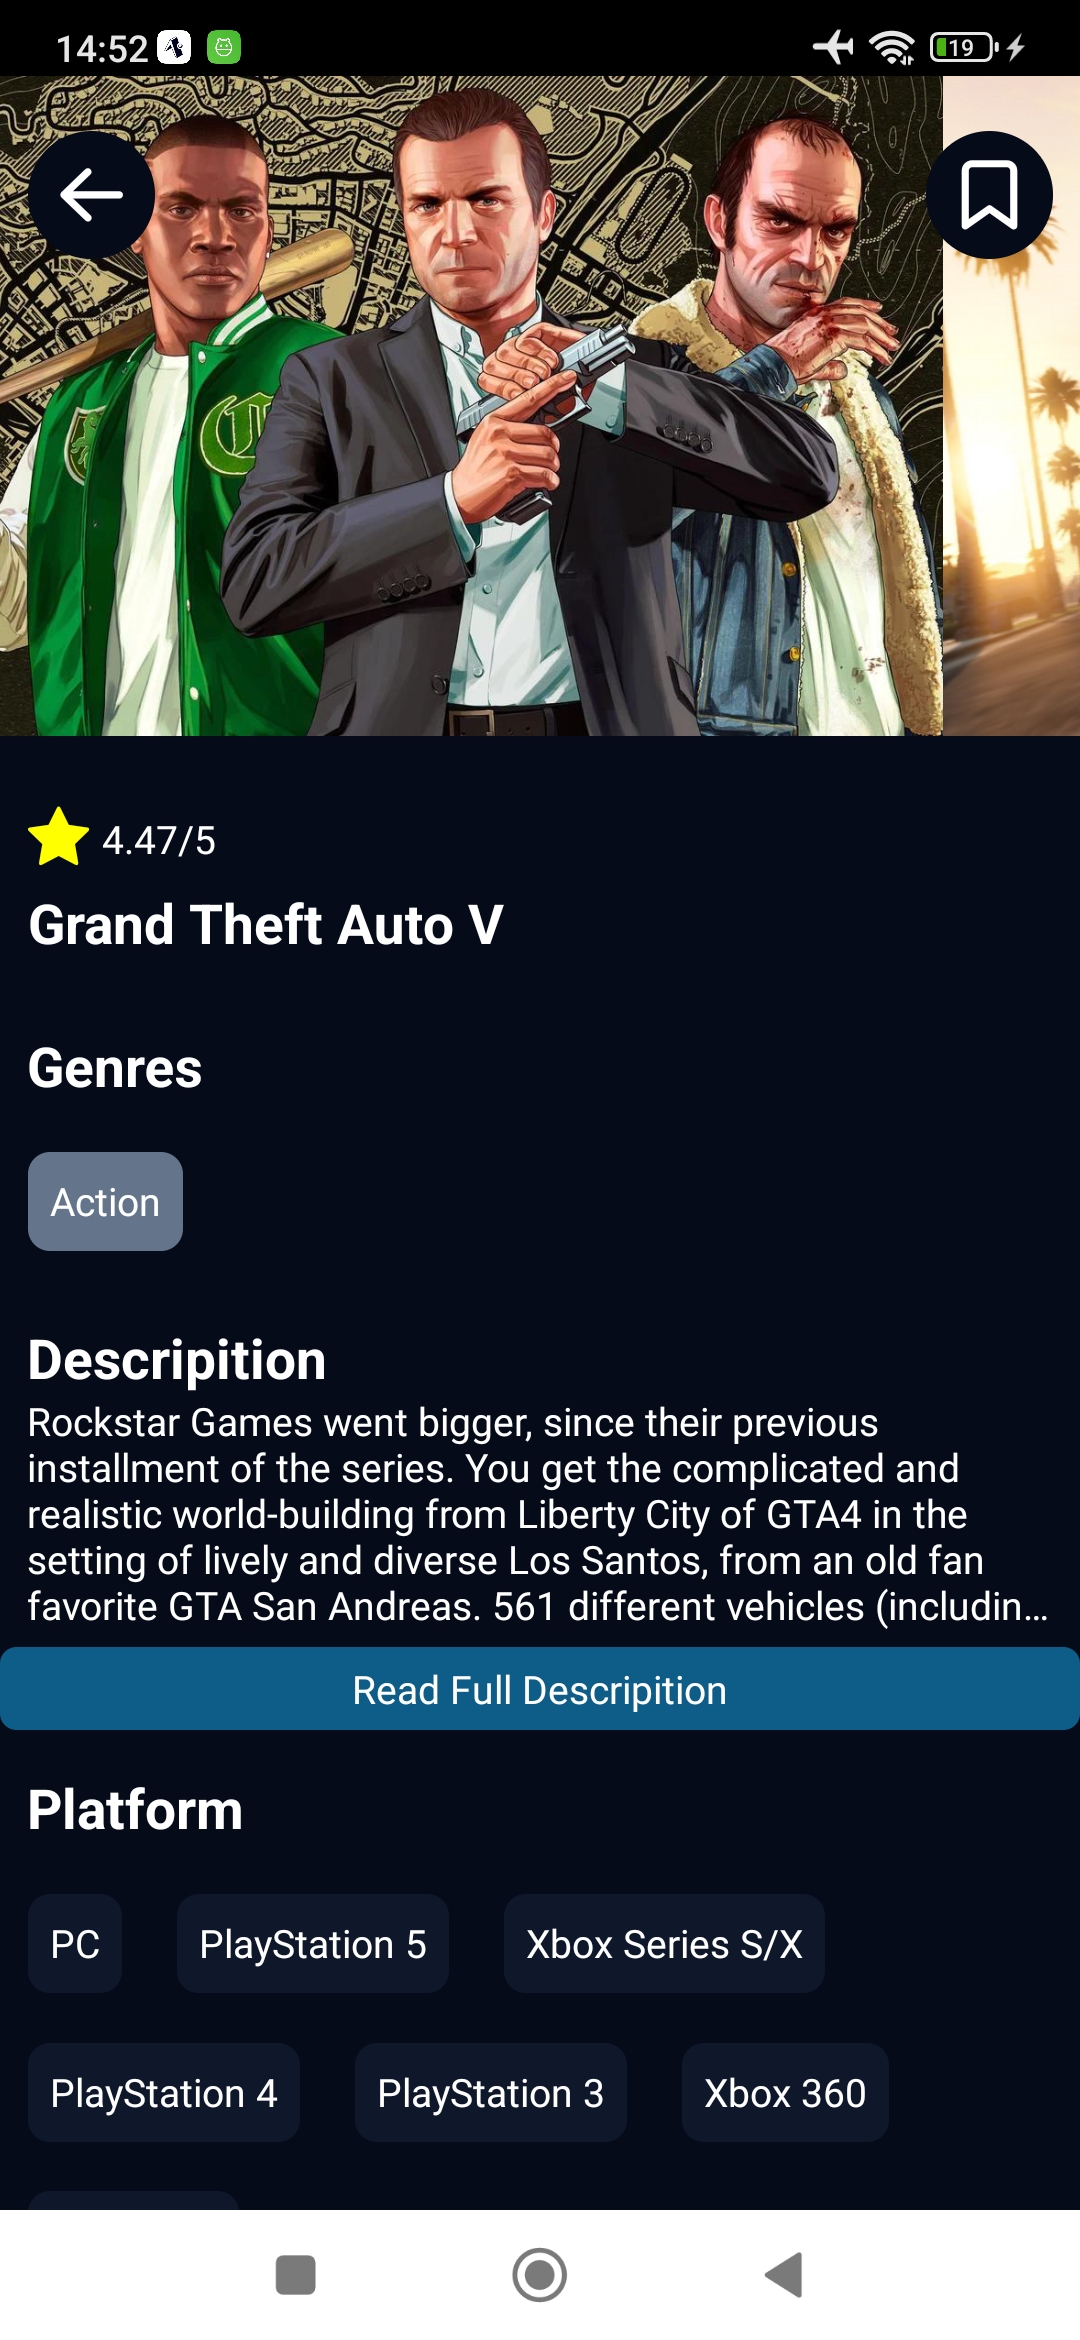 14:52
19
C
4.47/5
Grand Theft Auto V
Genres
Action
Descripition
Rockstar Games went bigger, since their previous
installment of the series. You get the complicated and
realistic world-building from Liberty City of GTA4 in the
setting of lively and diverse Los Santos, from an old fan
favorite GTA San Andreas. 561 different vehicles (includin…
Read Full Descripition
Platform
PC
PlayStation 5
Xbox Series S/X
PlayStation 4
PlayStation 3
Xbox 360